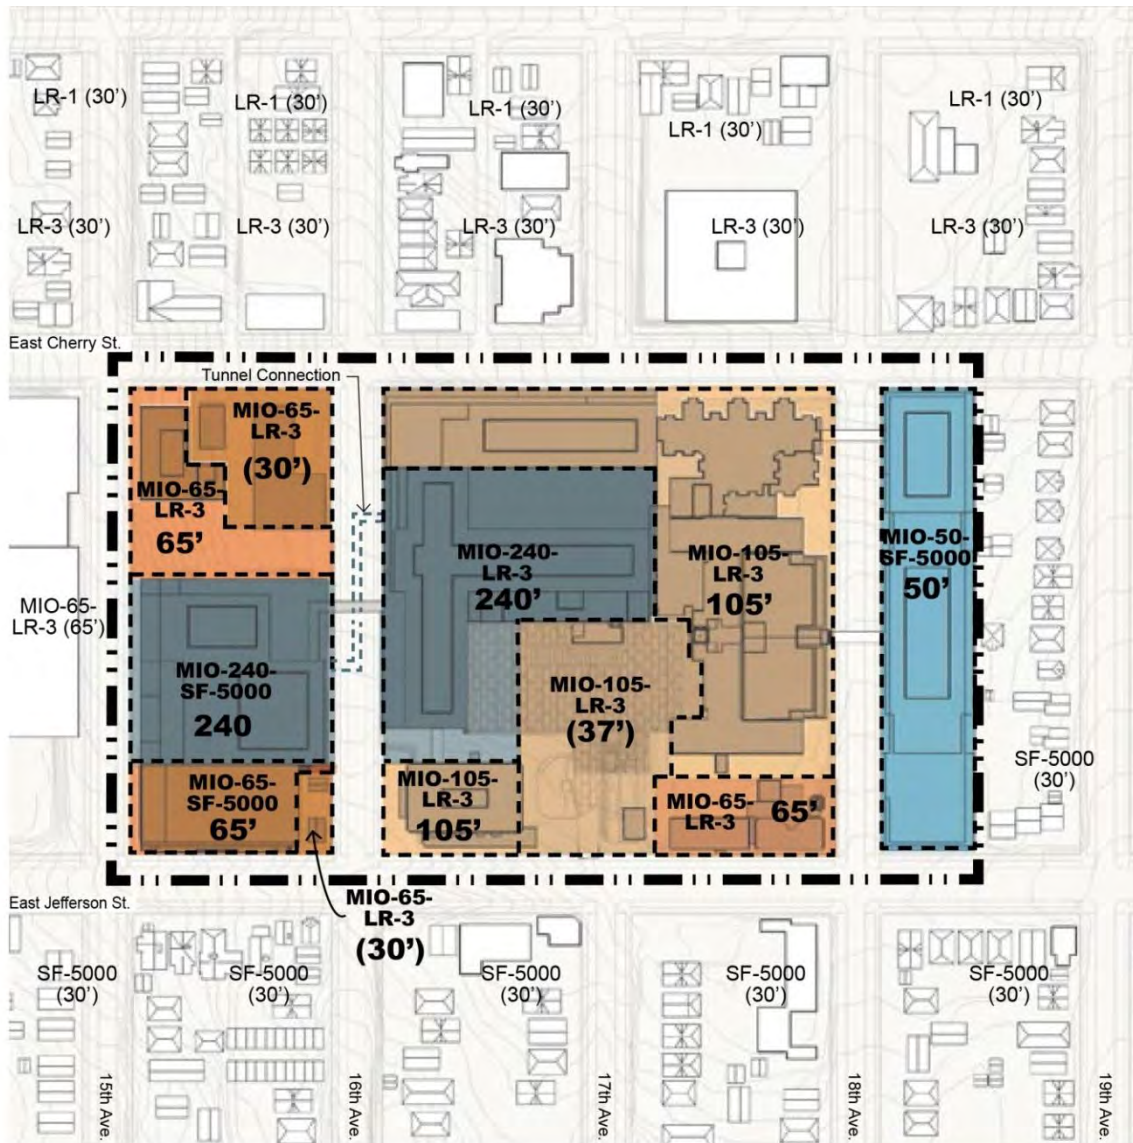 LR-1 (30')
LR-1 (30')
LR-1 (30')
LR-1 (30')
LR-1 (30')
LR-3 (30')
LR-3 (30')
LR-3 (30')
LR-3 (30')
LR-3 (30')
East Cherry St.
Tunnel Connection
MIO-65-
LR-3
(30')
MIO-65-
LR-3
65'
MIO-240-
LR-3
240'
MIO-105-
LR-3
105'
MIO-50-
SF-5000
50'
MIO-65-
LR-3 (65')
MIO-240-
SF-5000
240
MIO-105-
LR-3
(37')
MIO-65-
SF-5000
65'
MIO-105-
LR-3
105'
MIO-65-
LR-3
65'
SF-5000
(30')
East Jefferson St.
MIO-65-
LR-3
(30')
SF-5000
(30')
SF-5000
(30')
SF-5000
(30')
SF-5000
(30')
SF-5000
(30')
15th Ave.
16th Ave.
17th Ave.
18th Ave.
19th Ave.